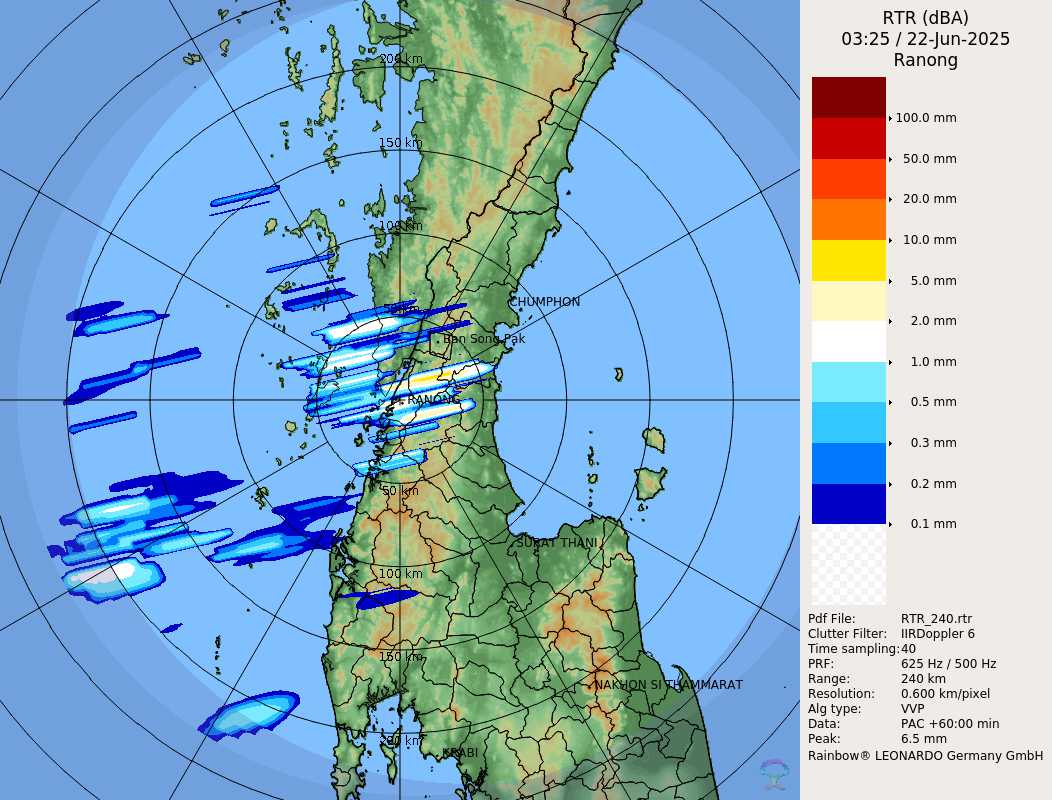 RTR (dBA)
03:25 / 22-Jun-2025
Ranong
200 km
150 km
100 km
50 km
CHUMPHON
Ban Song Pak
RANONG
50 km
SURAT THANI
100 km
150 km
NAKHON SI THAMMARAT
200 km
KRABI
100.0 mm
50.0 mm
20.0 mm
10.0 mm
5.0 mm
2.0 mm
1.0 mm
0.5 mm
0.3 mm
0.2 mm
0.1 mm
Pdf File: RTR_240.rtr
Clutter Filter: IIRDoppler 6
Time sampling:40
PRF: 625 Hz / 500 Hz
Range: 240 km
Resolution: 0.600 km/pixel
Alg type: VVP
Data: PAC +60:00 min
Peak: 6.5 mm
Rainbow® LEONARDO Germany GmbH